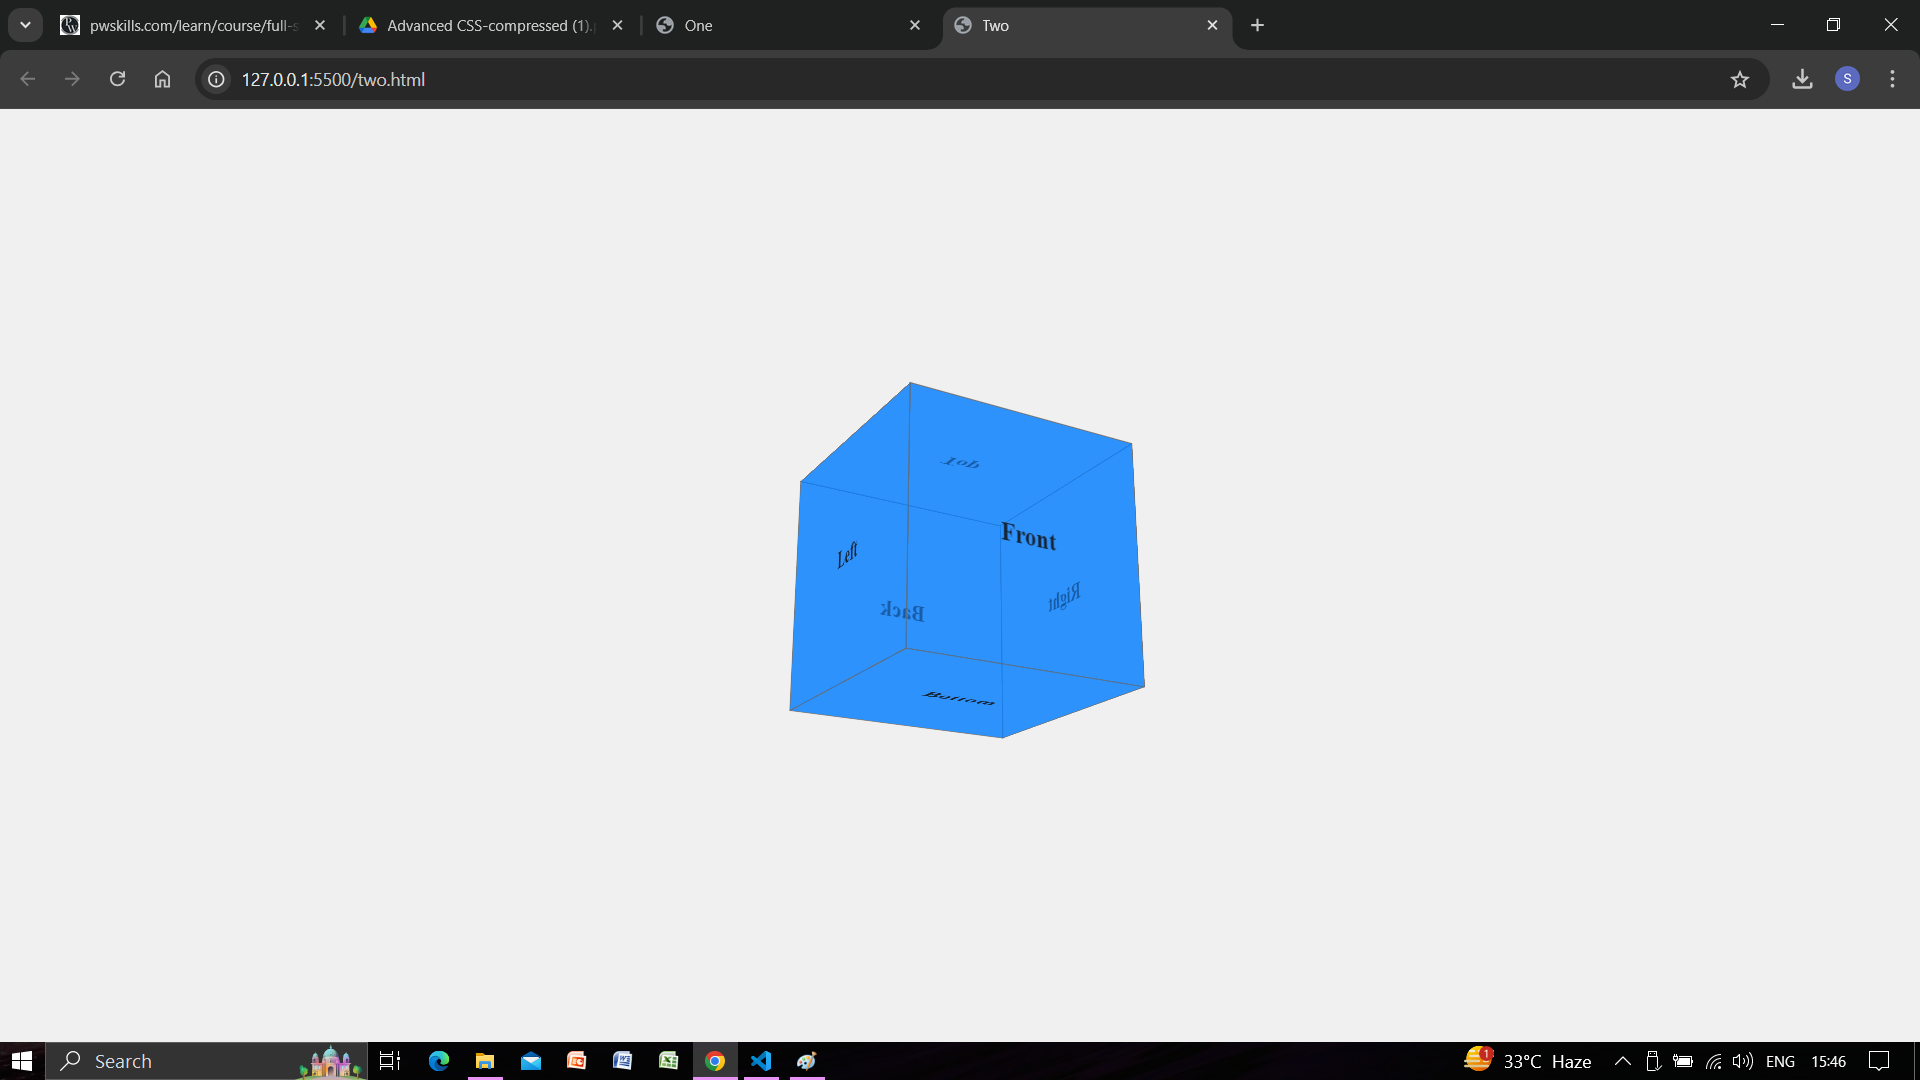 pwskills.com/learn/course/full-s
Advanced CSS-compressed (1).p
One
Two
127.0.0.1:5500/two.html
S
Top
Front
Left
Right
Back
Bottom
Search
1
33°C Haze
ENG
15:46